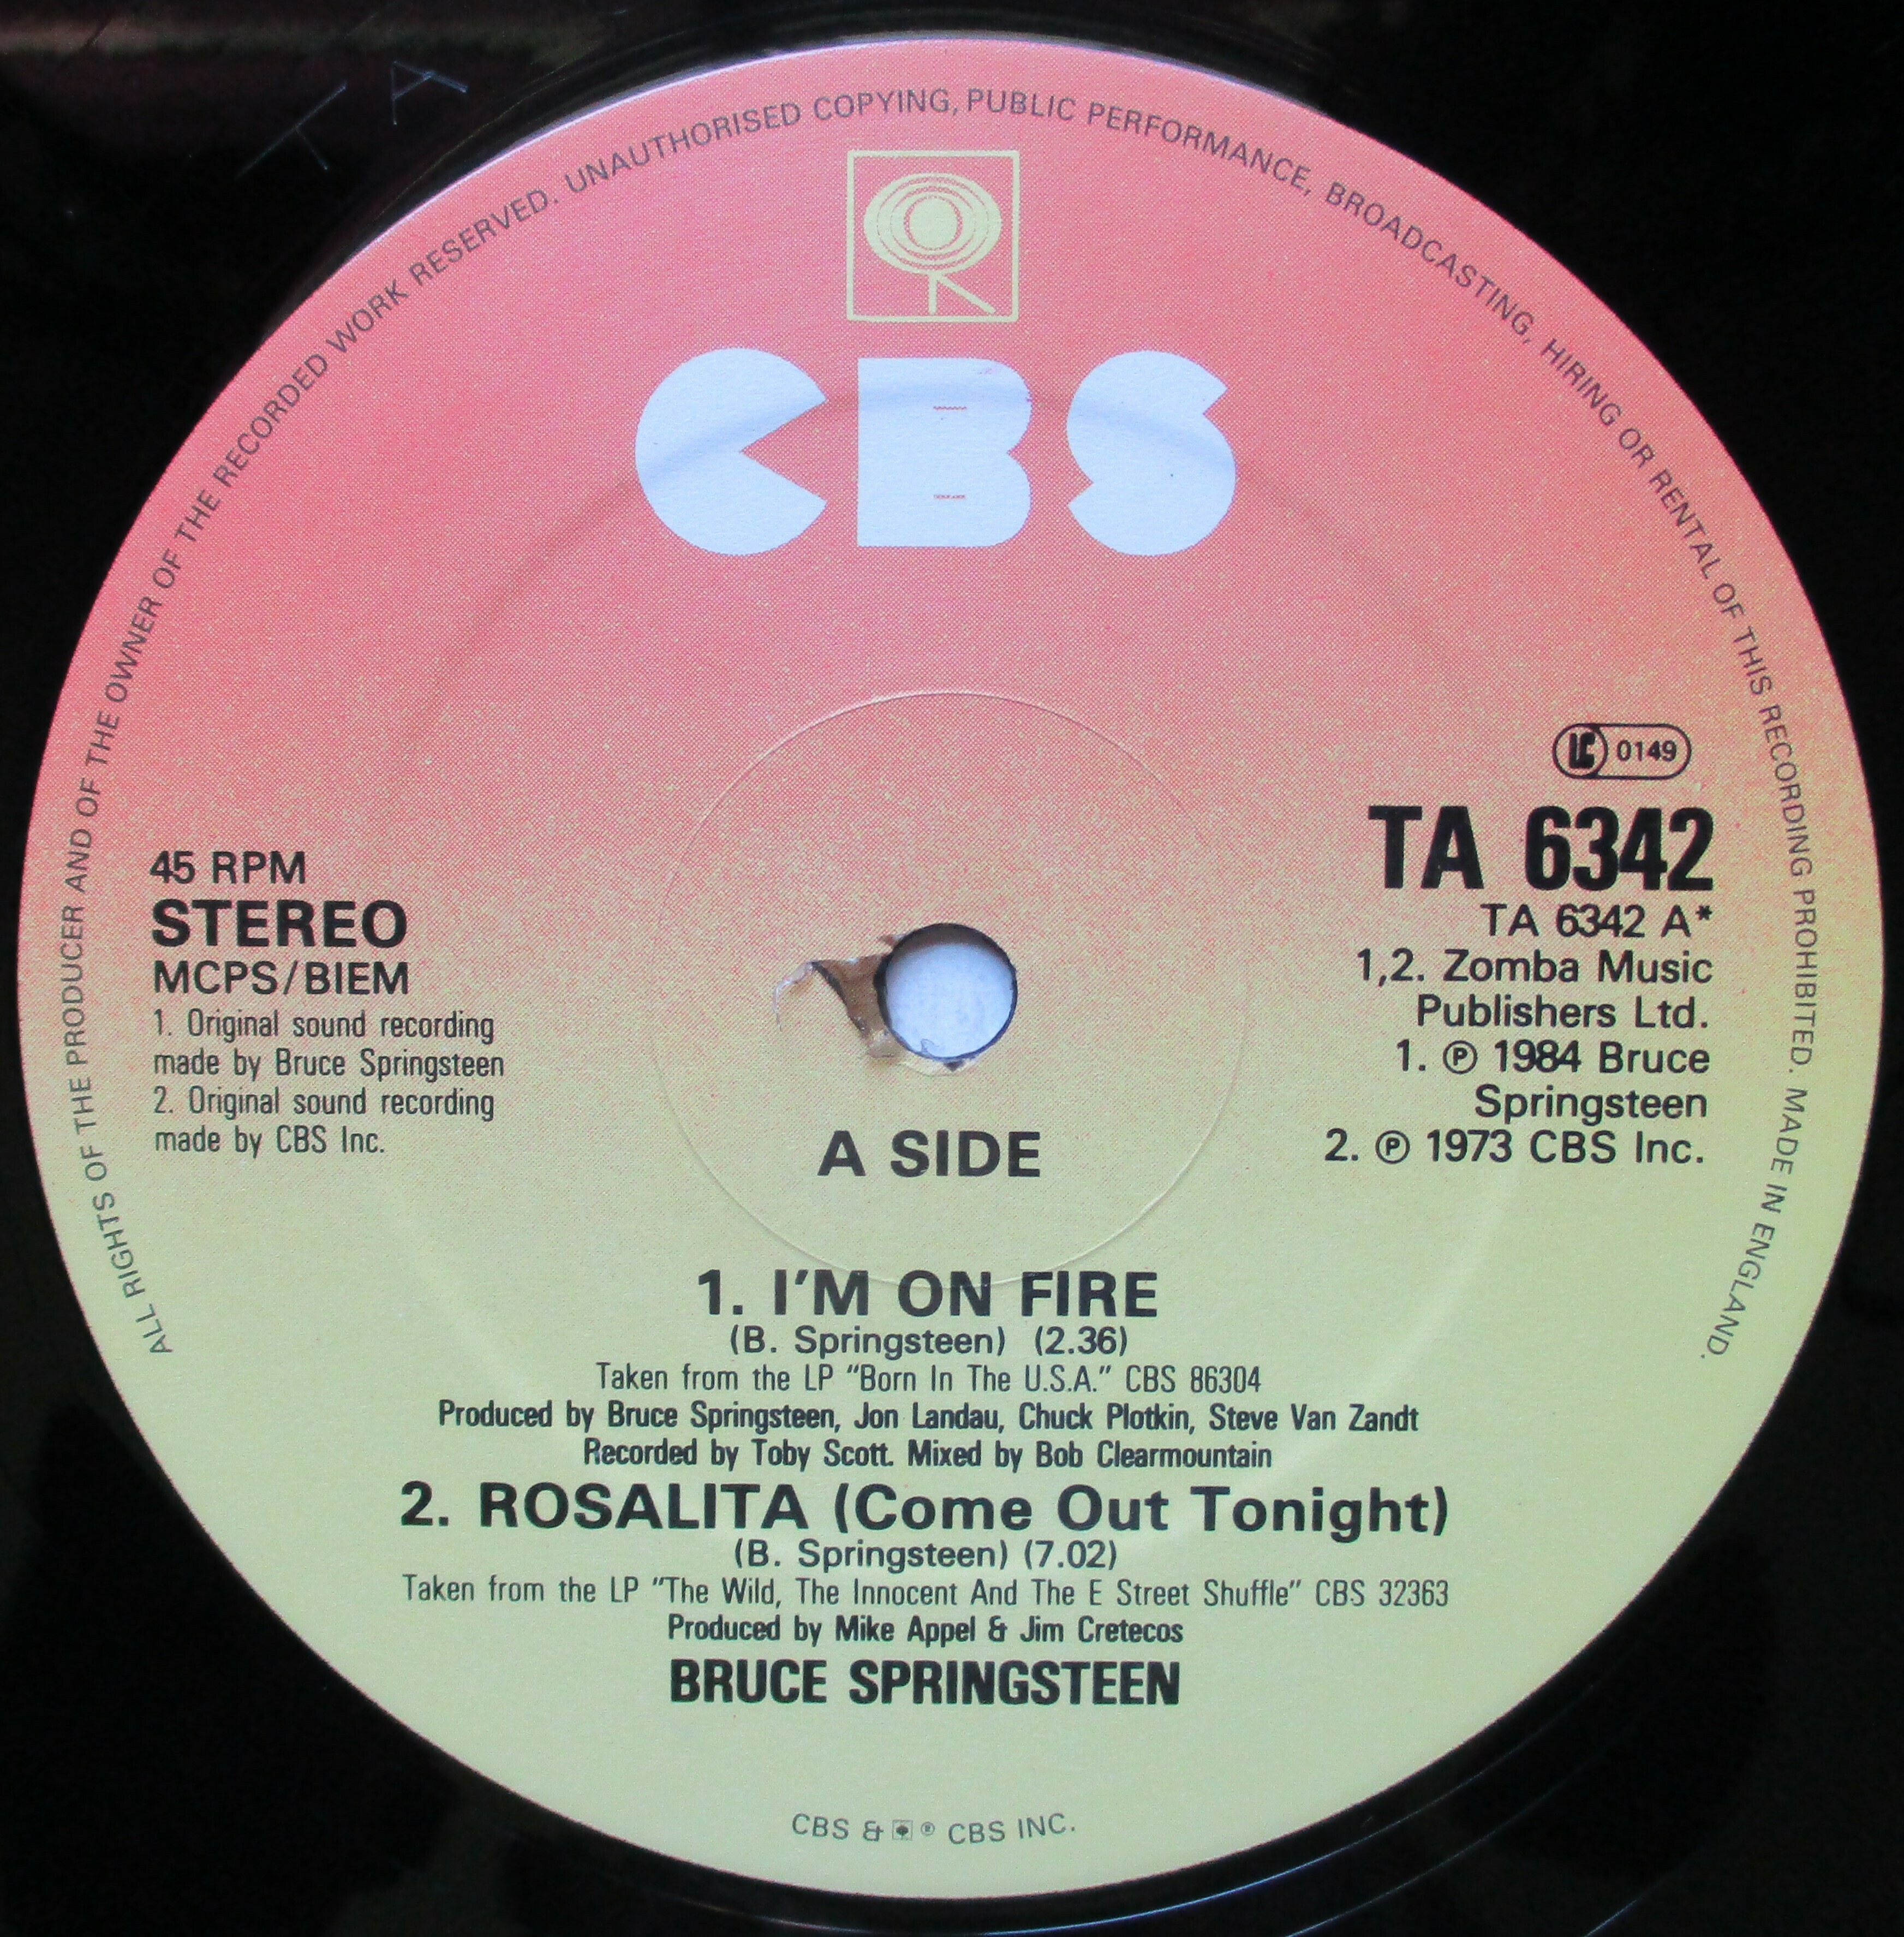 TA
ALL RIGHTS OF THE PRODUCER AND OF THE OWNER OF THE RECORDED WORK RESERVED. UNAUTHORISED COPYING, PUBLIC PERFORMANCE, BROADCASTING, HIRING OR RENTAL OF THIS RECORDING PROHIBITED. MADE IN ENGLAND.
CBS
LC 0149
45 RPM
STEREO
MCPS/BIEM
1. Original sound recording
made by Bruce Springsteen
2. Original sound recording
made by CBS Inc.
TA 6342
TA 6342 A*
1,2. Zomba Music
Publishers Ltd.
1. ℗ 1984 Bruce
Springsteen
2. ℗ 1973 CBS Inc.
A SIDE
1. I'M ON FIRE
(B. Springsteen) (2.36)
Taken from the LP "Born In The U.S.A." CBS 86304
Produced by Bruce Springsteen, Jon Landau, Chuck Plotkin, Steve Van Zandt
Recorded by Toby Scott. Mixed by Bob Clearmountain
2. ROSALITA (Come Out Tonight)
(B. Springsteen) (7.02)
Taken from the LP "The Wild, The Innocent And The E Street Shuffle" CBS 32363
Produced by Mike Appel & Jim Cretecos
BRUCE SPRINGSTEEN
CBS & ® CBS INC.